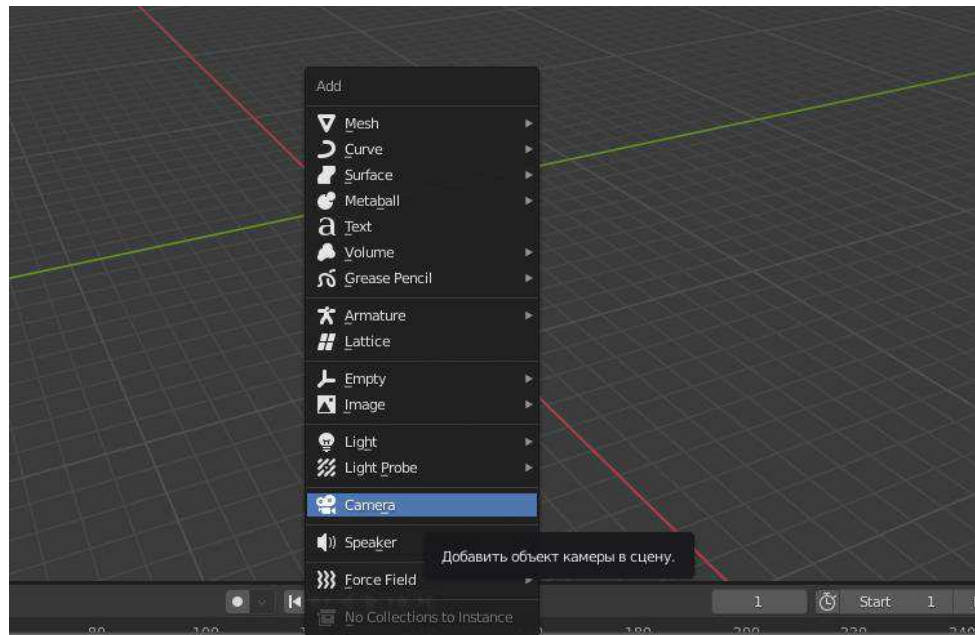 Add
Mesh
Curve
Surface
Metaball
Text
Volume
Grease Pencil
Armature
Lattice
Empty
Image
Light
Light Probe
Camera
Speaker
Добавить объект камеры в сцену.
Force Field
1
Start 1
No Collections to Instance
80 100 180 200 220 240